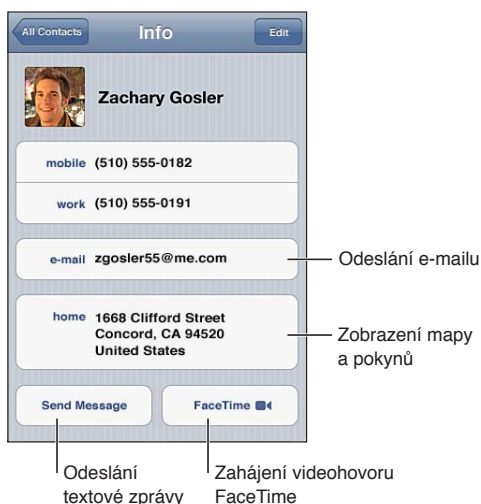 All Contacts Info Edit
Zachary Gosler
mobile (510) 555-0182
work (510) 555-0191
e-mail zgosler55@me.com
Odeslání e-mailu
home 1668 Clifford Street
Concord, CA 94520
United States
Zobrazení mapy
a pokynů
Send Message FaceTime
Odeslání
textové zprávy
Zahájení videohovoru
FaceTime